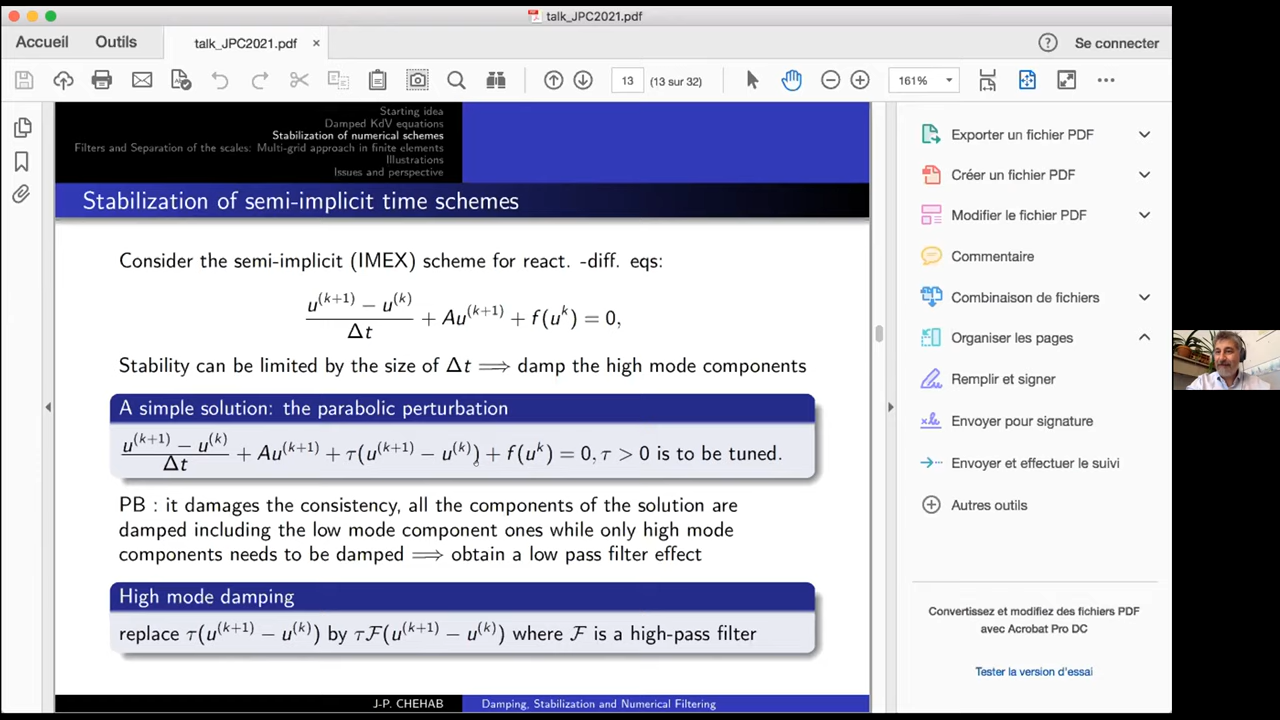 talk_JPC2021.pdf
Accueil Outils talk_JPC2021.pdf × ? Se connecter
13 (13 sur 32) 161%
Starting idea
Damped KdV equations
Stabilization of numerical schemes
Filters and Separation of the scales: Multi-grid approach in finite elements
Illustrations
Issues and perspective
Stabilization of semi-implicit time schemes
Consider the semi-implicit (IMEX) scheme for react. -diff. eqs:
(u^(k+1) − u^(k))/Δt + Au^(k+1) + f(u^k) = 0,
Stability can be limited by the size of Δt ⟹ damp the high mode components
A simple solution: the parabolic perturbation
(u^(k+1) − u^(k))/Δt + Au^(k+1) + τ(u^(k+1) − u^(k)) + f(u^k) = 0, τ > 0 is to be tuned.
PB : it damages the consistency, all the components of the solution are
damped including the low mode component ones while only high mode
components needs to be damped ⟹ obtain a low pass filter effect
High mode damping
replace τ(u^(k+1) − u^(k)) by τℱ(u^(k+1) − u^(k)) where ℱ is a high-pass filter
J-P. CHEHAB Damping, Stabilization and Numerical Filtering
Exporter un fichier PDF
Créer un fichier PDF
Modifier le fichier PDF
Commentaire
Combinaison de fichiers
Organiser les pages
Remplir et signer
Envoyer pour signature
Envoyer et effectuer le suivi
Autres outils
Convertissez et modifiez des fichiers PDF
avec Acrobat Pro DC
Tester la version d'essai